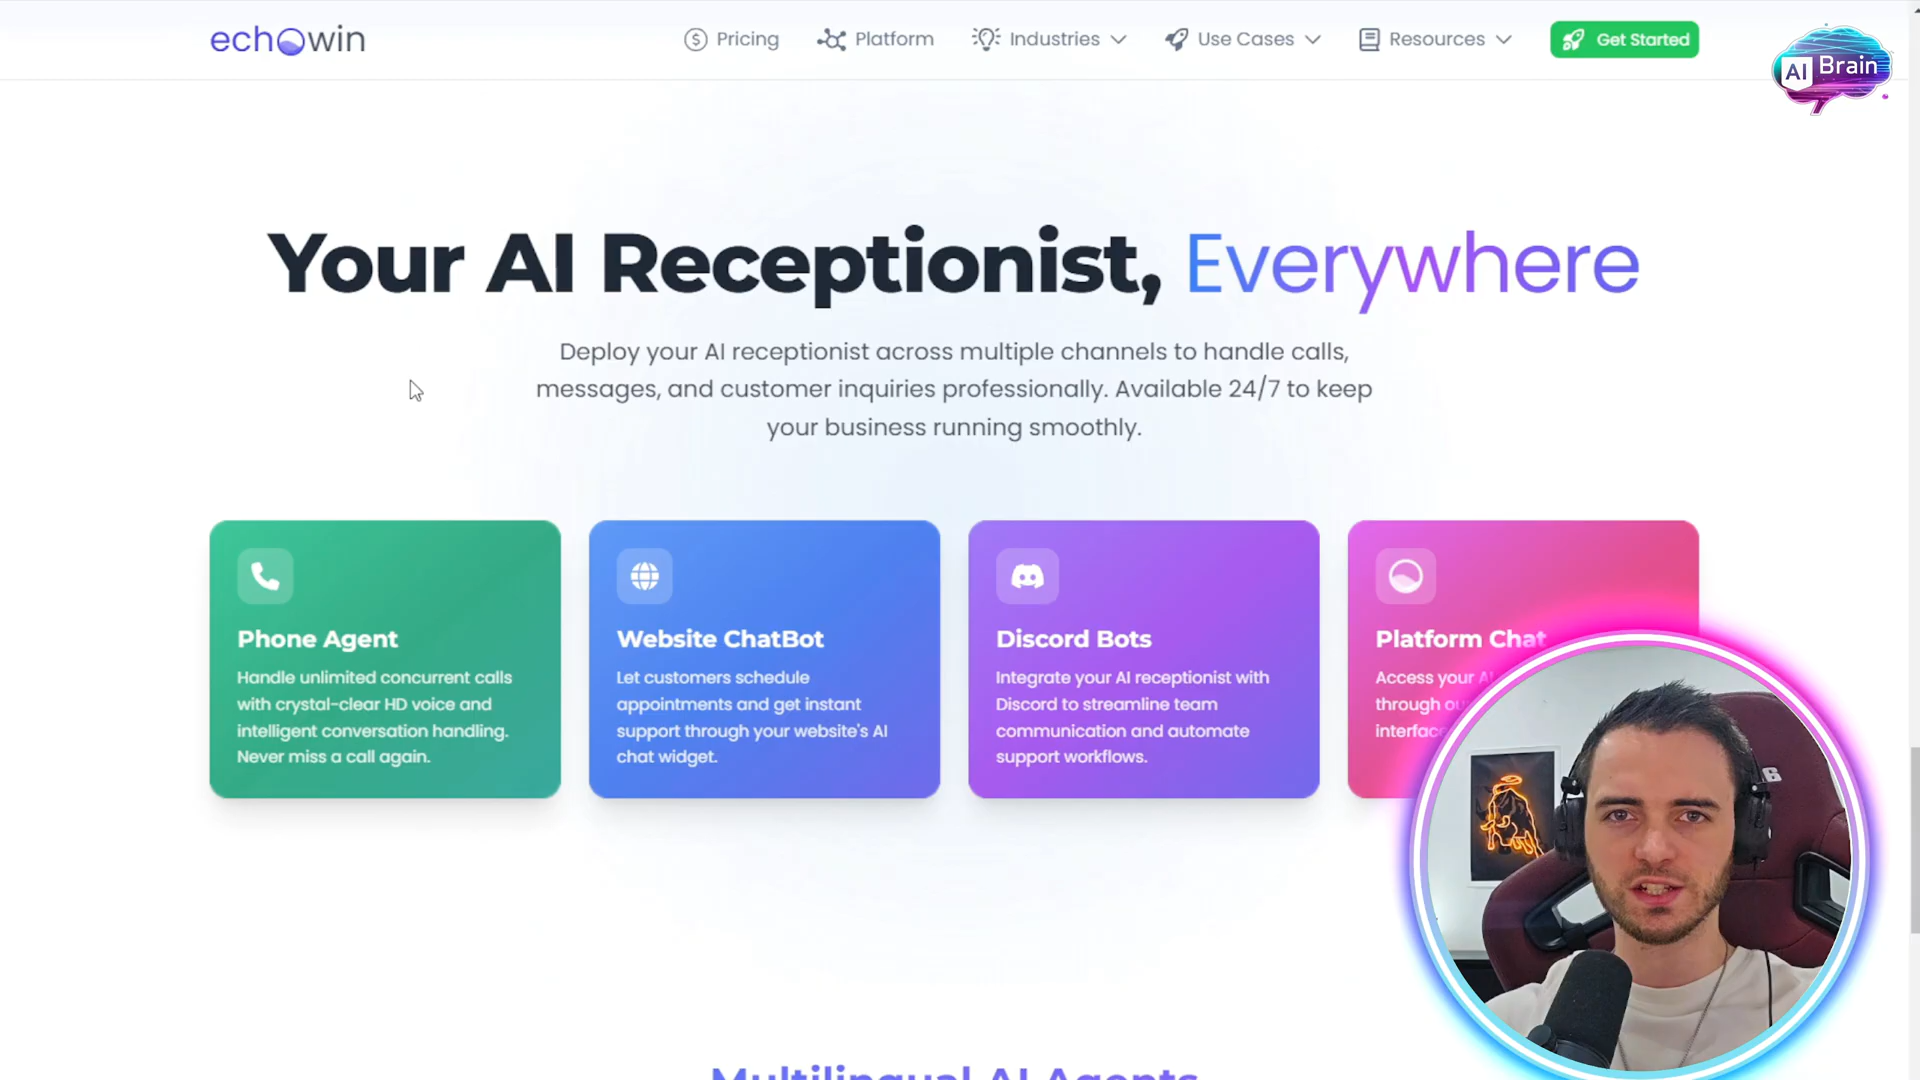 echowin
Pricing
Platform
Industries
Use Cases
Resources
Get Started
AI Brain
Your AI Receptionist, Everywhere
Deploy your AI receptionist across multiple channels to handle calls,
messages, and customer inquiries professionally. Available 24/7 to keep
your business running smoothly.
Phone Agent
Handle unlimited concurrent calls
with crystal-clear HD voice and
intelligent conversation handling.
Never miss a call again.
Website ChatBot
Let customers schedule
appointments and get instant
support through your website's AI
chat widget.
Discord Bots
Integrate your AI receptionist with
Discord to streamline team
communication and automate
support workflows.
Platform Chat
Access your AI
through
Multilingual AI Agents